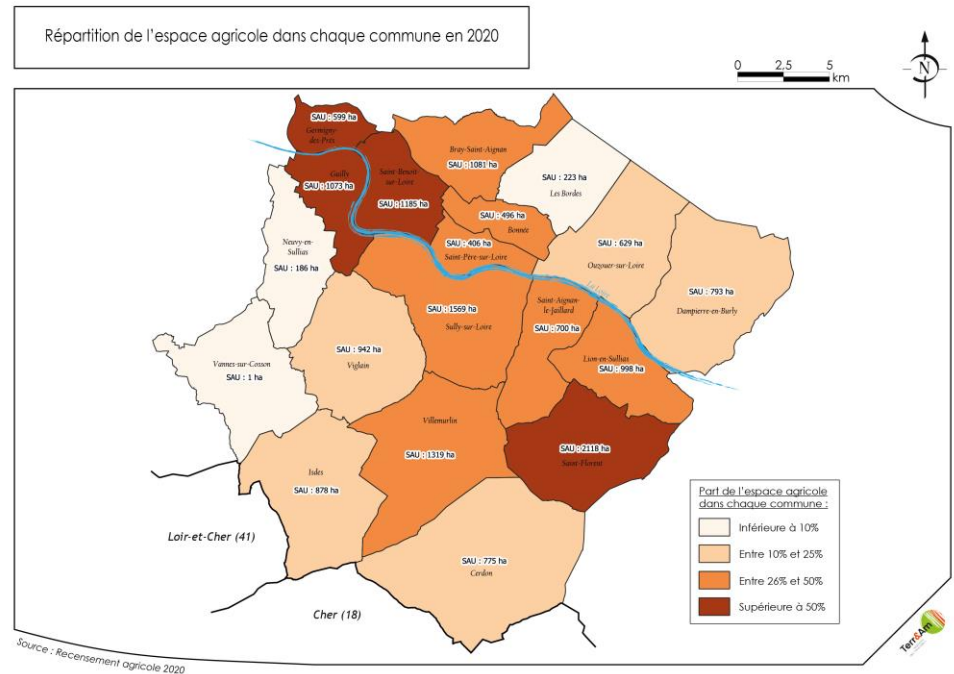 Répartition de l'espace agricole dans chaque commune en 2020
0 2,5 5
km
N
SAU : 599 ha
Germigny-
des-Prés
Guilly
SAU : 1073 ha
Saint-Benoît-
sur-Loire
SAU : 1185 ha
Bray-Saint-Aignan
SAU : 1081 ha
SAU : 223 ha
Les Bordes
SAU : 496 ha
Bonnée
SAU : 406 ha
Saint-Père-sur-Loire
SAU : 629 ha
Ouzouer-sur-Loire
SAU : 793 ha
Dampierre-en-Burly
Neuvy-en-
Sullias
SAU : 186 ha
SAU : 1569 ha
Sully-sur-Loire
La Loire
Saint-Aignan-
le-Jaillard
SAU : 700 ha
Lion-en-Sullias
SAU : 998 ha
Vannes-sur-Cosson
SAU : 1 ha
SAU : 942 ha
Viglain
Villemurlin
SAU : 1319 ha
SAU : 2118 ha
Saint-Florent
Isdes
SAU : 878 ha
SAU : 775 ha
Cerdon
Loir-et-Cher (41)
Cher (18)
Part de l'espace agricole
dans chaque commune :
Inférieure à 10%
Entre 10% et 25%
Entre 26% et 50%
Supérieure à 50%
Source : Recensement agricole 2020
Terr&Am